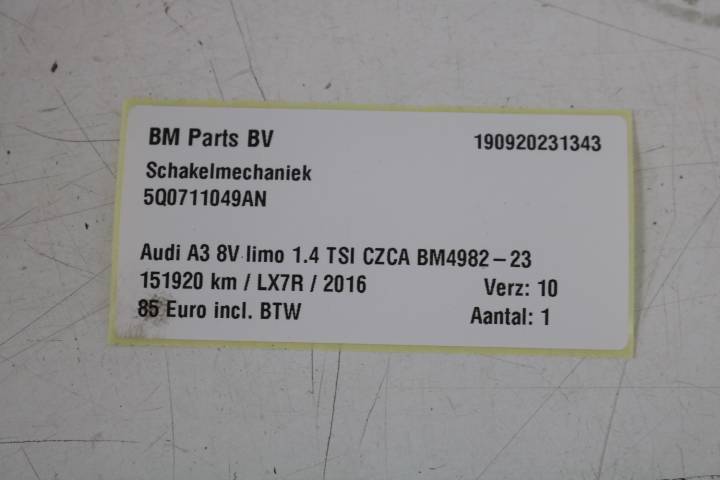 BM Parts BV 190920231343
Schakelmechaniek
5Q0711049AN
Audi A3 8V limo 1.4 TSI CZCA BM4982-23
151920 km / LX7R / 2016 Verz: 10
85 Euro incl. BTW Aantal: 1